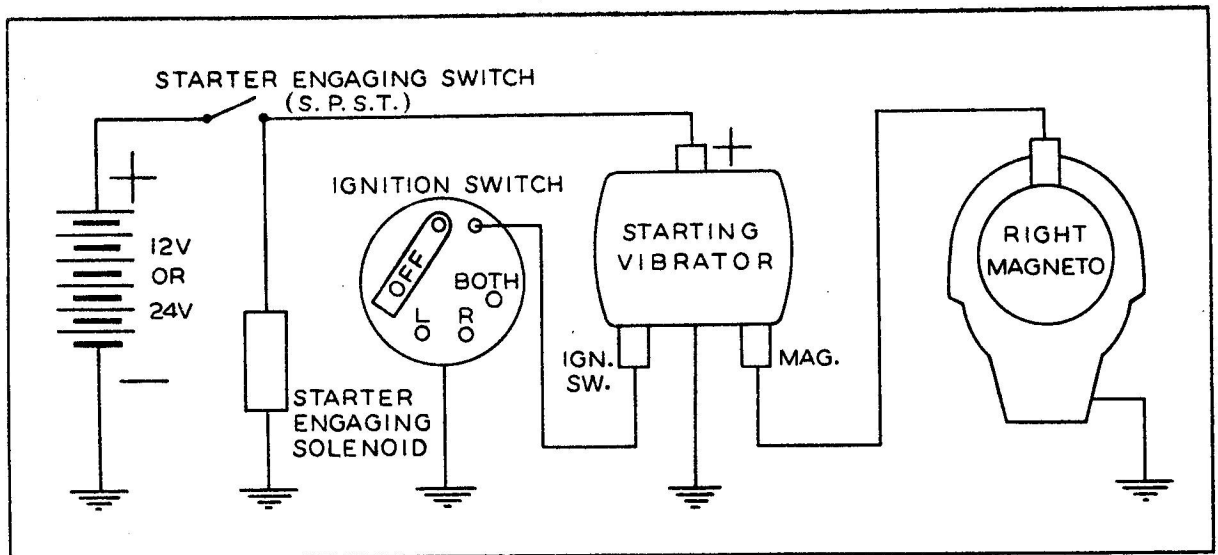 STARTER ENGAGING SWITCH
(S.P.S.T.)
+
12V
OR
24V
—
STARTER
ENGAGING
SOLENOID
IGNITION SWITCH
OFF
BOTH
L
R
+
STARTING
VIBRATOR
IGN.
SW.
MAG.
RIGHT
MAGNETO